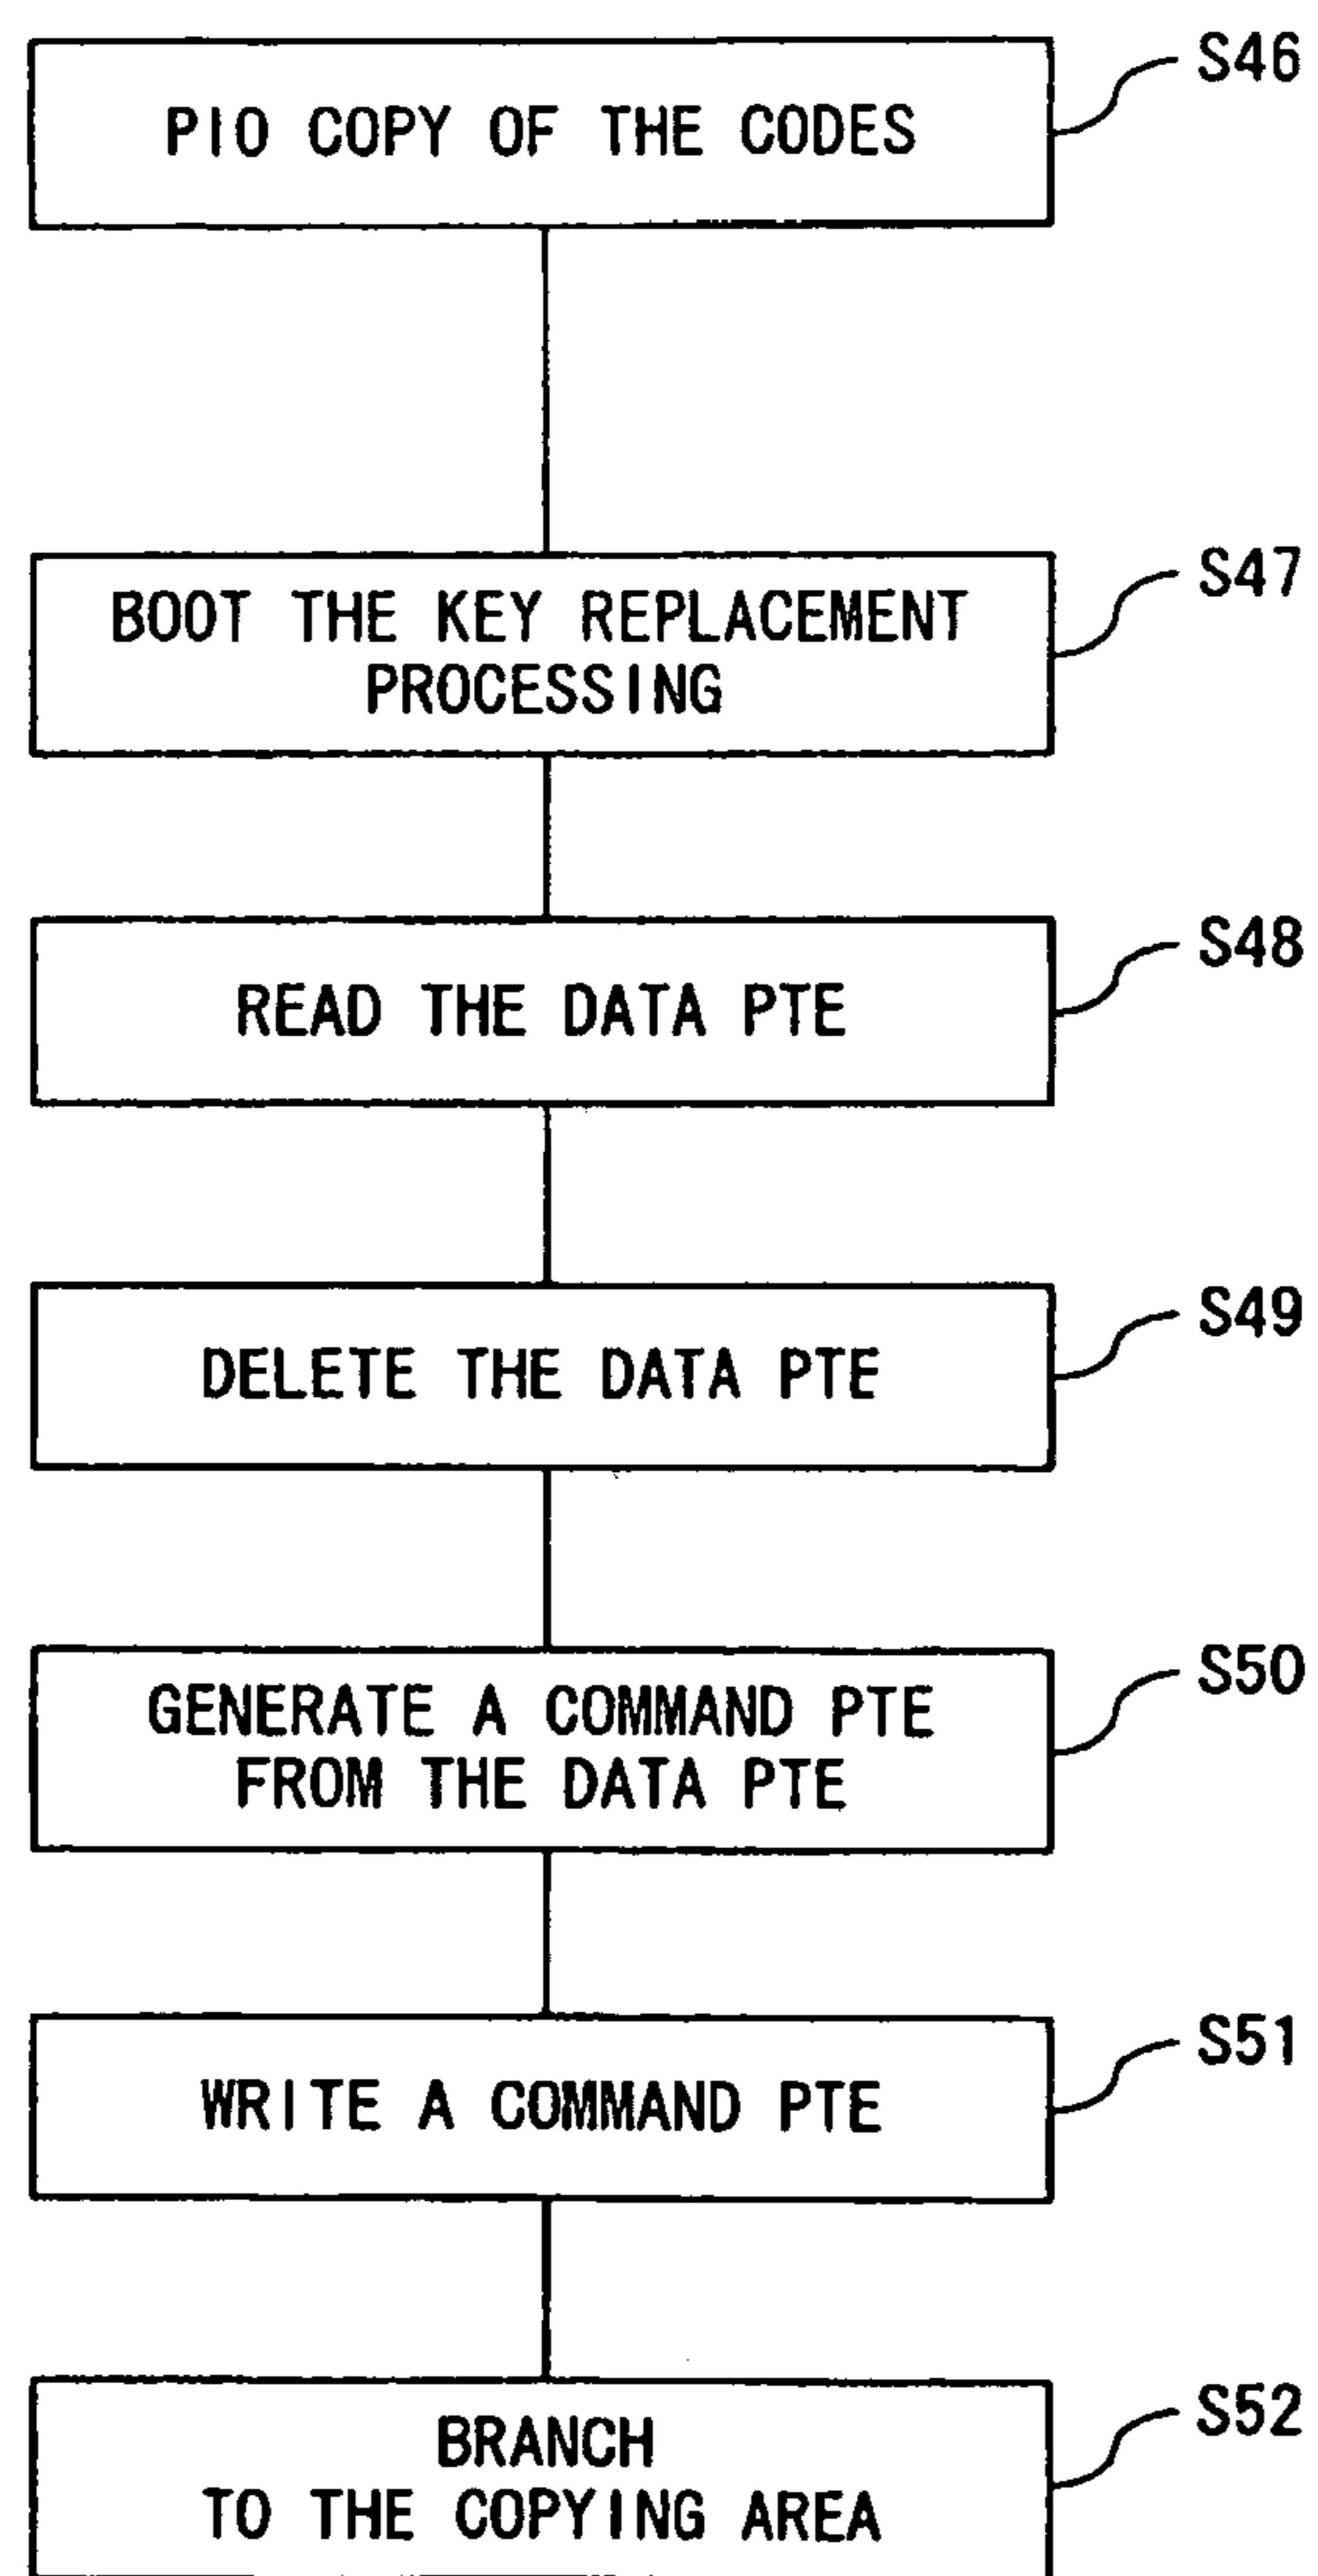 S46
PIO COPY OF THE CODES
S47
BOOT THE KEY REPLACEMENT
PROCESSING
S48
READ THE DATA PTE
S49
DELETE THE DATA PTE
S50
GENERATE A COMMAND PTE
FROM THE DATA PTE
S51
WRITE A COMMAND PTE
S52
BRANCH
TO THE COPYING AREA